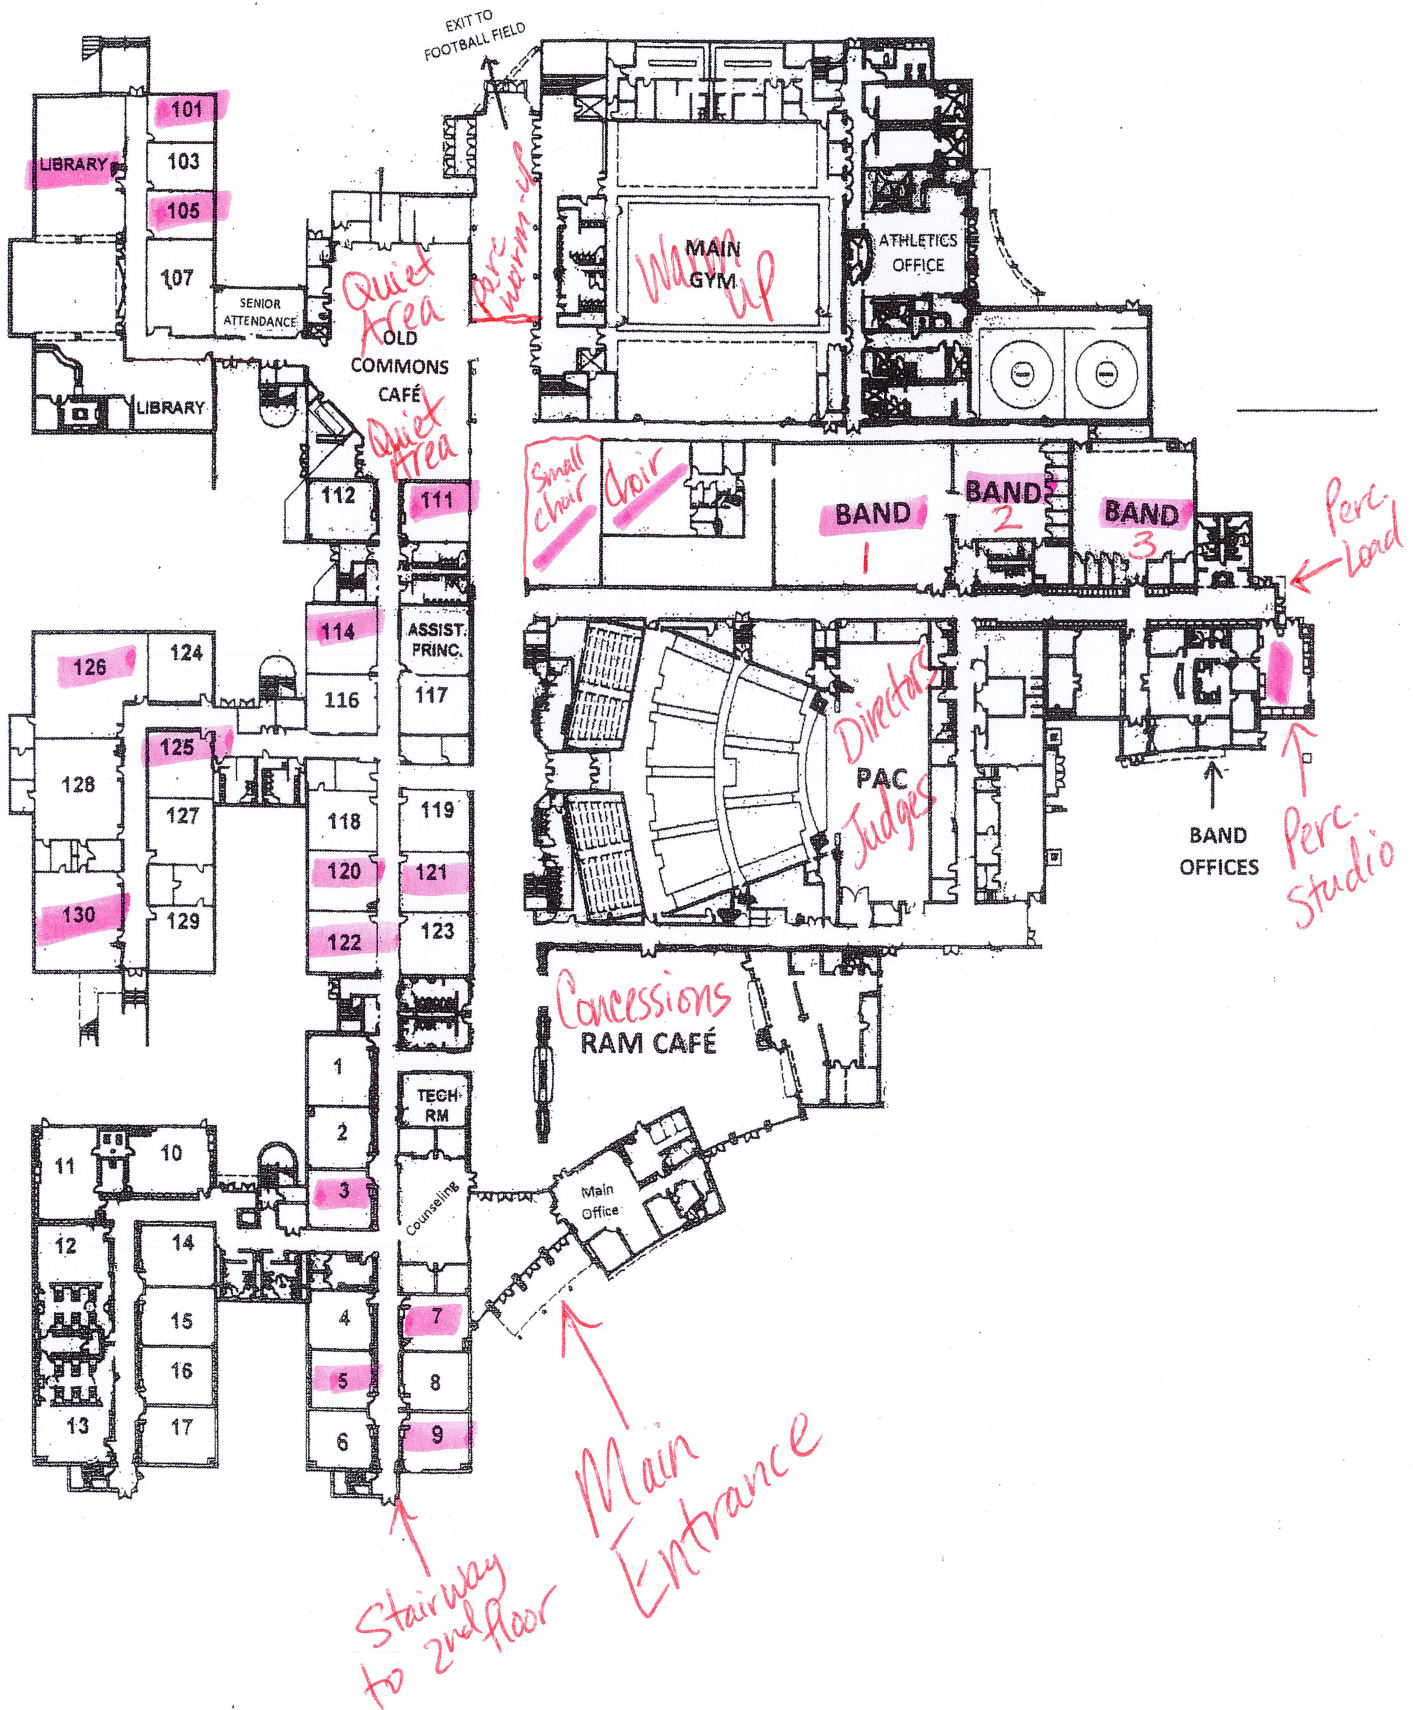 EXIT TO
FOOTBALL FIELD
101
LIBRARY
103
105
107
SENIOR
ATTENDANCE
LIBRARY
Quiet
Area
OLD
COMMONS
CAFÉ
Quiet
Area
perc
warm-up
MAIN
GYM
Warm
up
ATHLETICS
OFFICE
112
111
Small
choir
Choir
BAND
1
BAND
2
BAND
3
Perc.
Load
114
ASSIST.
PRINC.
116
117
126
124
125
128
127
118
119
120
121
130
129
122
123
Directors
PAC
Judges
BAND
OFFICES
Perc.
Studio
Concessions
RAM CAFÉ
1
TECH
RM
2
3
Counseling
11
10
12
14
15
16
13
17
Main
Office
4
7
5
8
6
9
Main
Entrance
Stairway
to 2nd floor